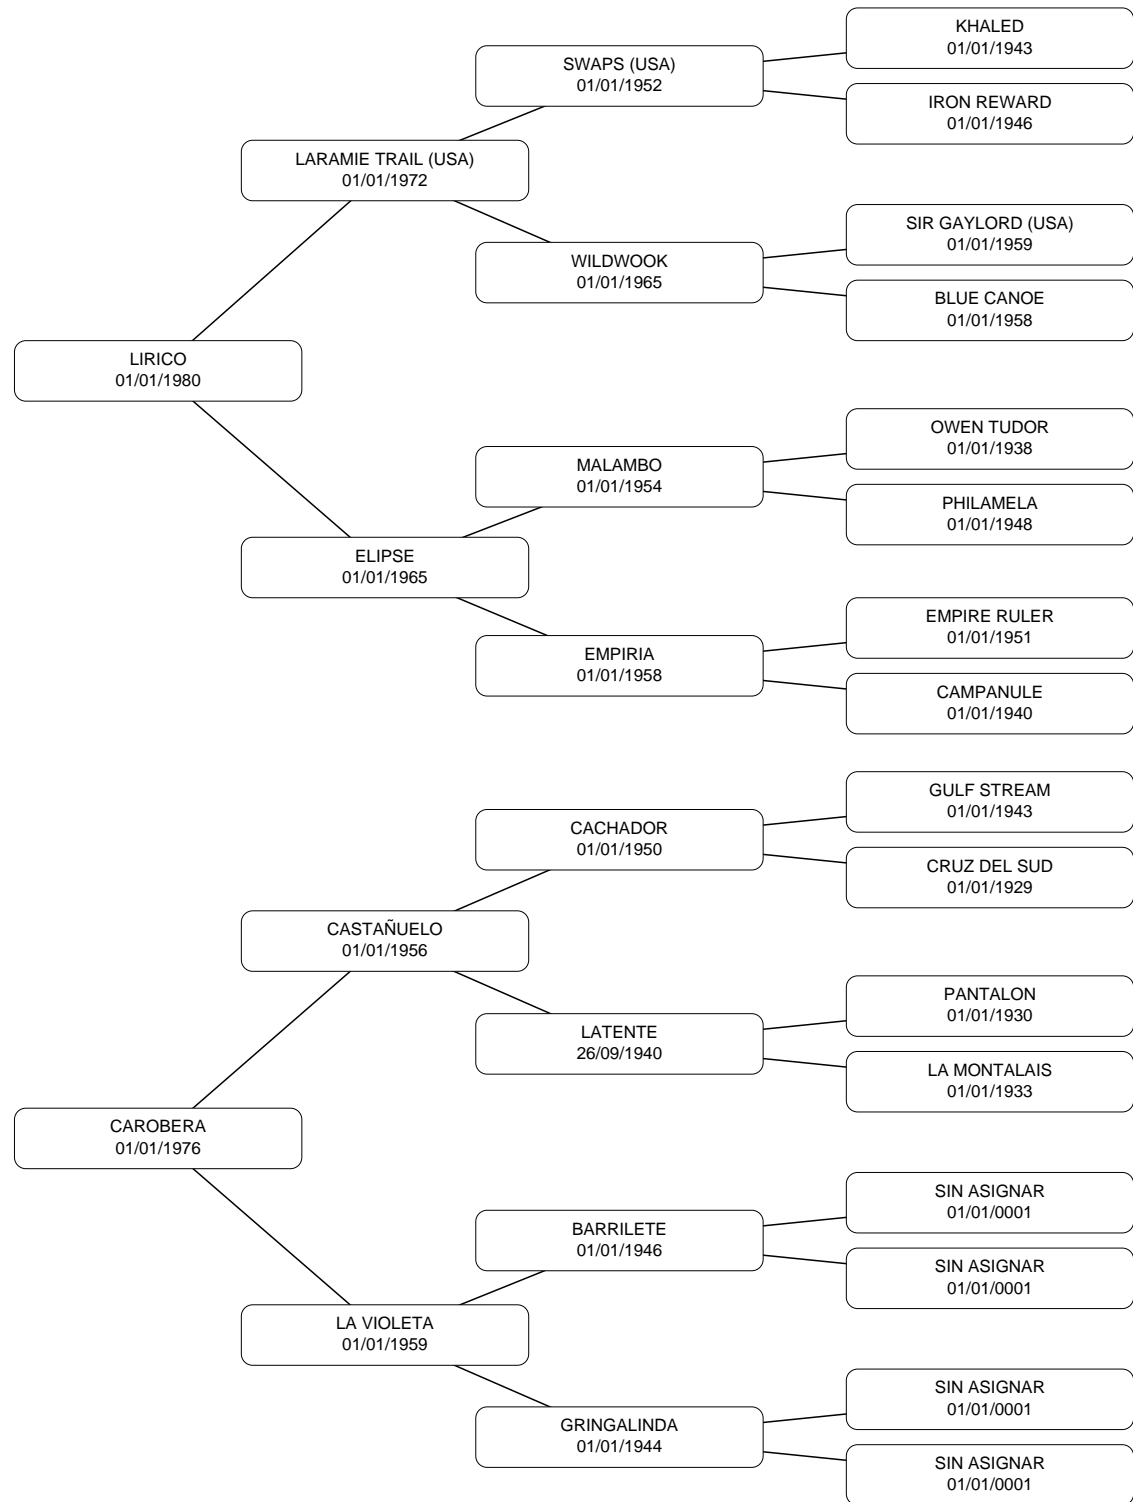 KHALED
01/01/1943
SWAPS (USA)
01/01/1952
IRON REWARD
01/01/1946
LARAMIE TRAIL (USA)
01/01/1972
SIR GAYLORD (USA)
01/01/1959
WILDWOOK
01/01/1965
BLUE CANOE
01/01/1958
LIRICO
01/01/1980
OWEN TUDOR
01/01/1938
MALAMBO
01/01/1954
PHILAMELA
01/01/1948
ELIPSE
01/01/1965
EMPIRE RULER
01/01/1951
EMPIRIA
01/01/1958
CAMPANULE
01/01/1940
GULF STREAM
01/01/1943
CACHADOR
01/01/1950
CRUZ DEL SUD
01/01/1929
CASTAÑUELO
01/01/1956
PANTALON
01/01/1930
LATENTE
26/09/1940
LA MONTALAIS
01/01/1933
CAROBERA
01/01/1976
SIN ASIGNAR
01/01/0001
BARRILETE
01/01/1946
SIN ASIGNAR
01/01/0001
LA VIOLETA
01/01/1959
SIN ASIGNAR
01/01/0001
GRINGALINDA
01/01/1944
SIN ASIGNAR
01/01/0001